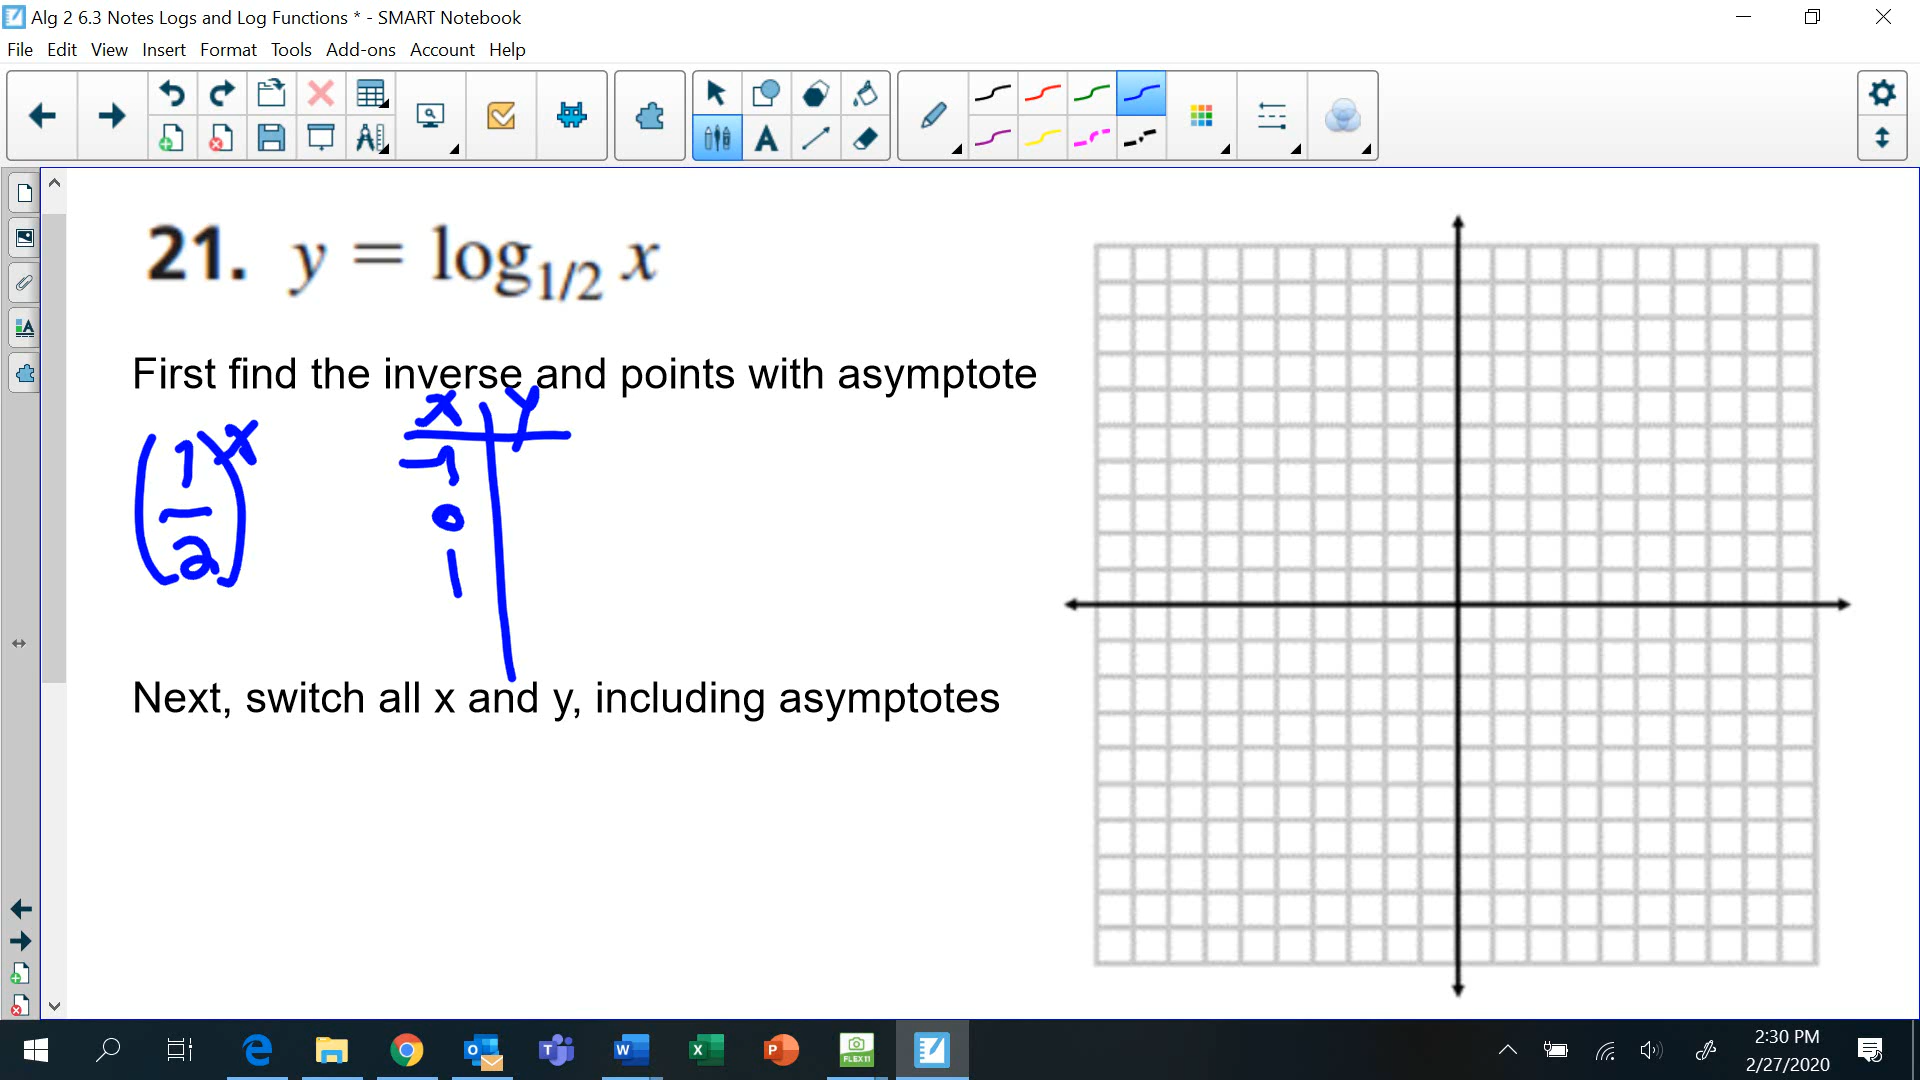 Alg 2 6.3 Notes Logs and Log Functions * - SMART Notebook
File Edit View Insert Format Tools Add-ons Account Help
21. y = log1/2 x
First find the inverse and points with asymptote
(1/2)^x
x | y
-1
0
1
Next, switch all x and y, including asymptotes
FLEX11
2:30 PM
2/27/2020